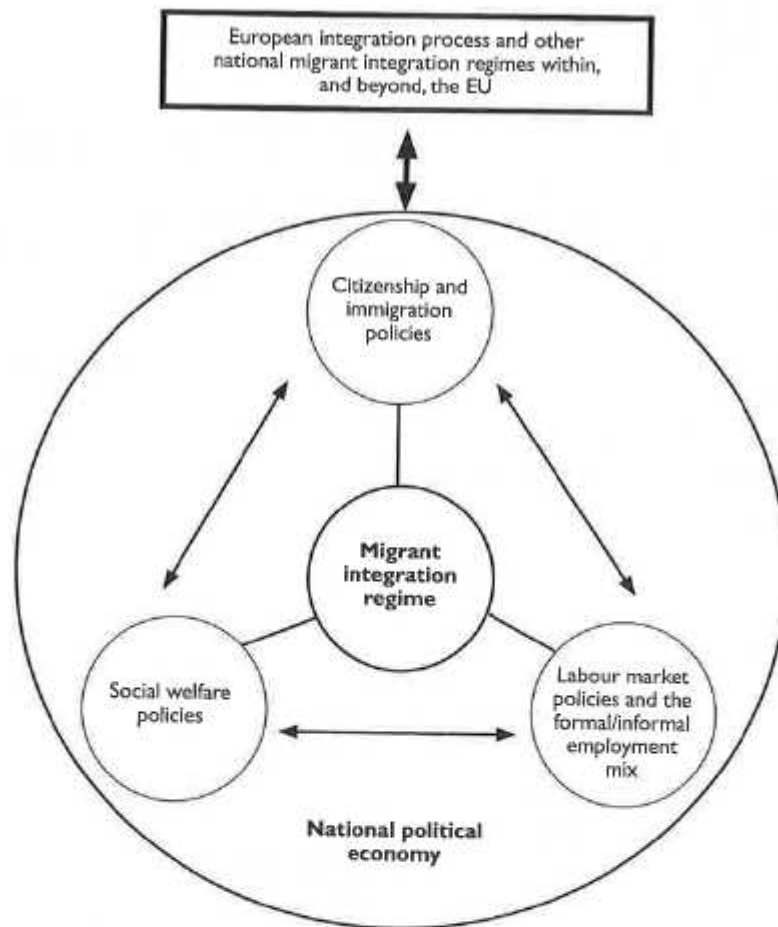 European integration process and other
national migrant integration regimes within,
and beyond, the EU
Citizenship and
immigration
policies
Migrant
integration
regime
Social welfare
policies
Labour market
policies and the
formal/informal
employment
mix
National political
economy